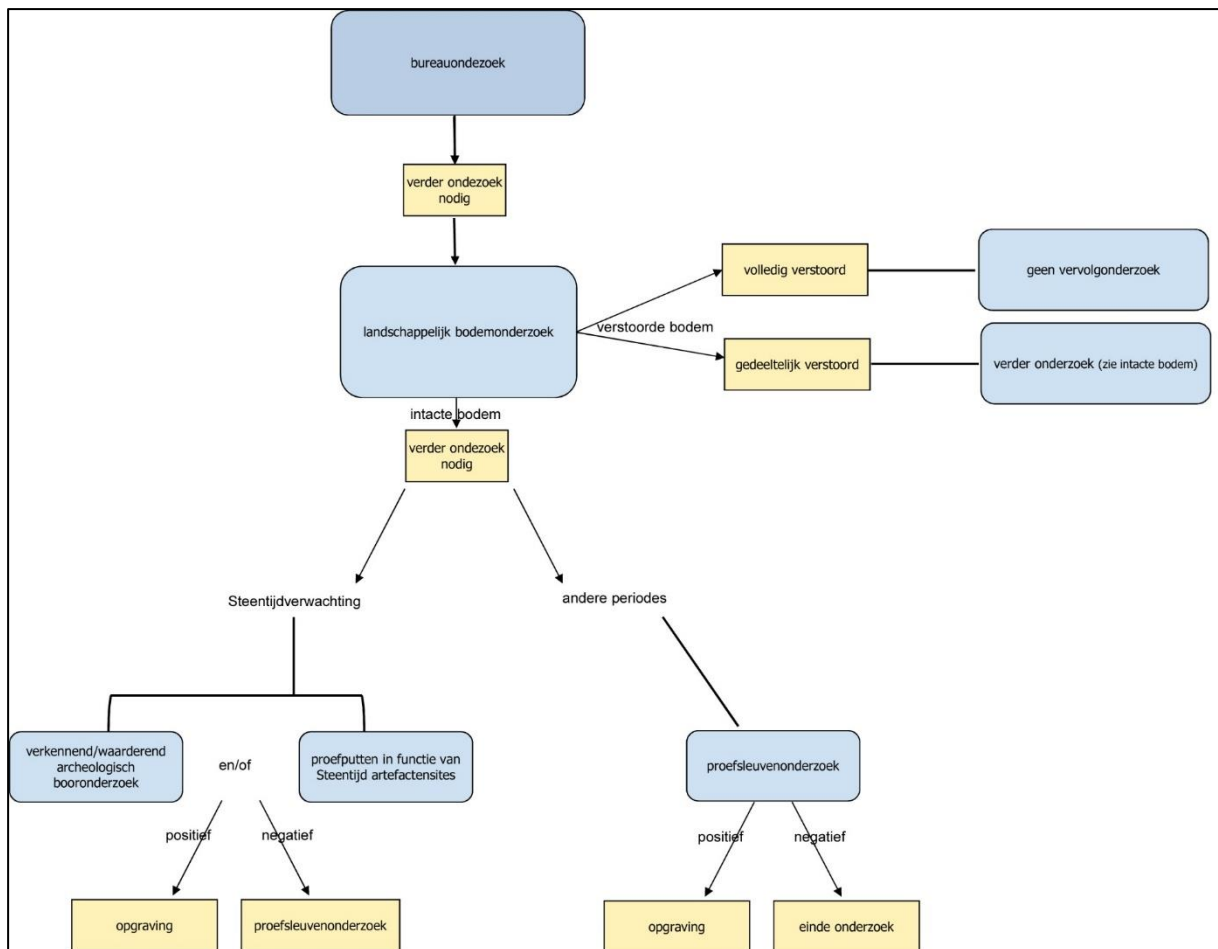 bureauondezoek
verder ondezoek
nodig
landschappelijk bodemonderzoek
verstoorde bodem
volledig verstoord
geen vervolgonderzoek
gedeeltelijk verstoord
verder onderzoek (zie intacte bodem)
intacte bodem
verder ondezoek
nodig
Steentijdverwachting
andere periodes
verkennend/waarderend
archeologisch
booronderzoek
en/of
proefputten in functie van
Steentijd artefactensites
proefsleuvenonderzoek
positief
negatief
positief
negatief
opgraving
proefsleuvenonderzoek
opgraving
einde onderzoek